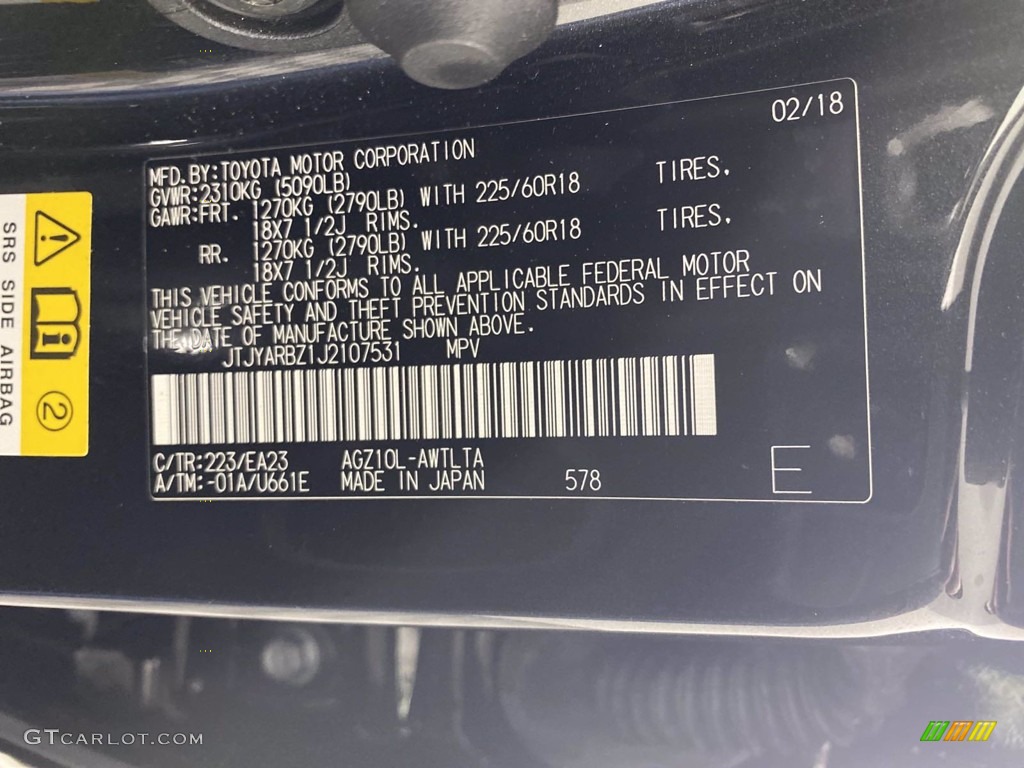 02/18
MFD.BY:TOYOTA MOTOR CORPORATION
GVWR:2310KG (5090LB)
GAWR:FRT. 1270KG (2790LB) WITH 225/60R18 TIRES,
18X7 1/2J RIMS.
RR. 1270KG (2790LB) WITH 225/60R18 TIRES,
18X7 1/2J RIMS.
THIS VEHICLE CONFORMS TO ALL APPLICABLE FEDERAL MOTOR
VEHICLE SAFETY AND THEFT PREVENTION STANDARDS IN EFFECT ON
THE DATE OF MANUFACTURE SHOWN ABOVE.
JTJYARBZ1J2107531 MPV
C/TR:223/EA23 AGZ10L-AWTLTA
A/TM:-01A/U661E MADE IN JAPAN 578 E
SRS SIDE AIRBAG
2
GTCARLOT.COM